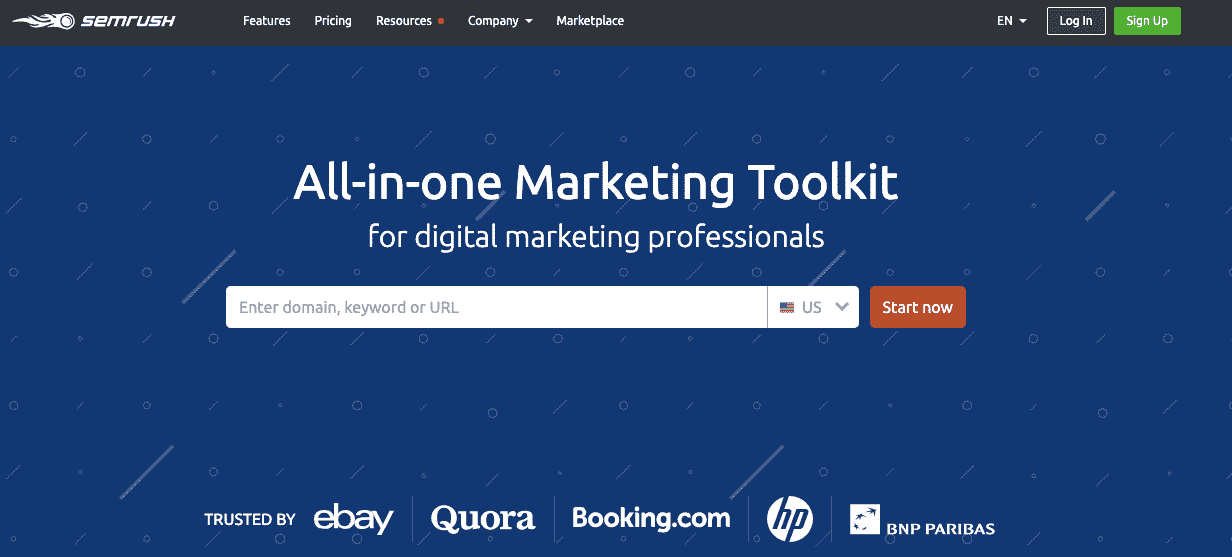 SEMRUSH Features Pricing Resources Company Marketplace EN Log In Sign Up
All-in-one Marketing Toolkit
for digital marketing professionals
Enter domain, keyword or URL US Start now
TRUSTED BY ebay Quora Booking.com hp BNP PARIBAS